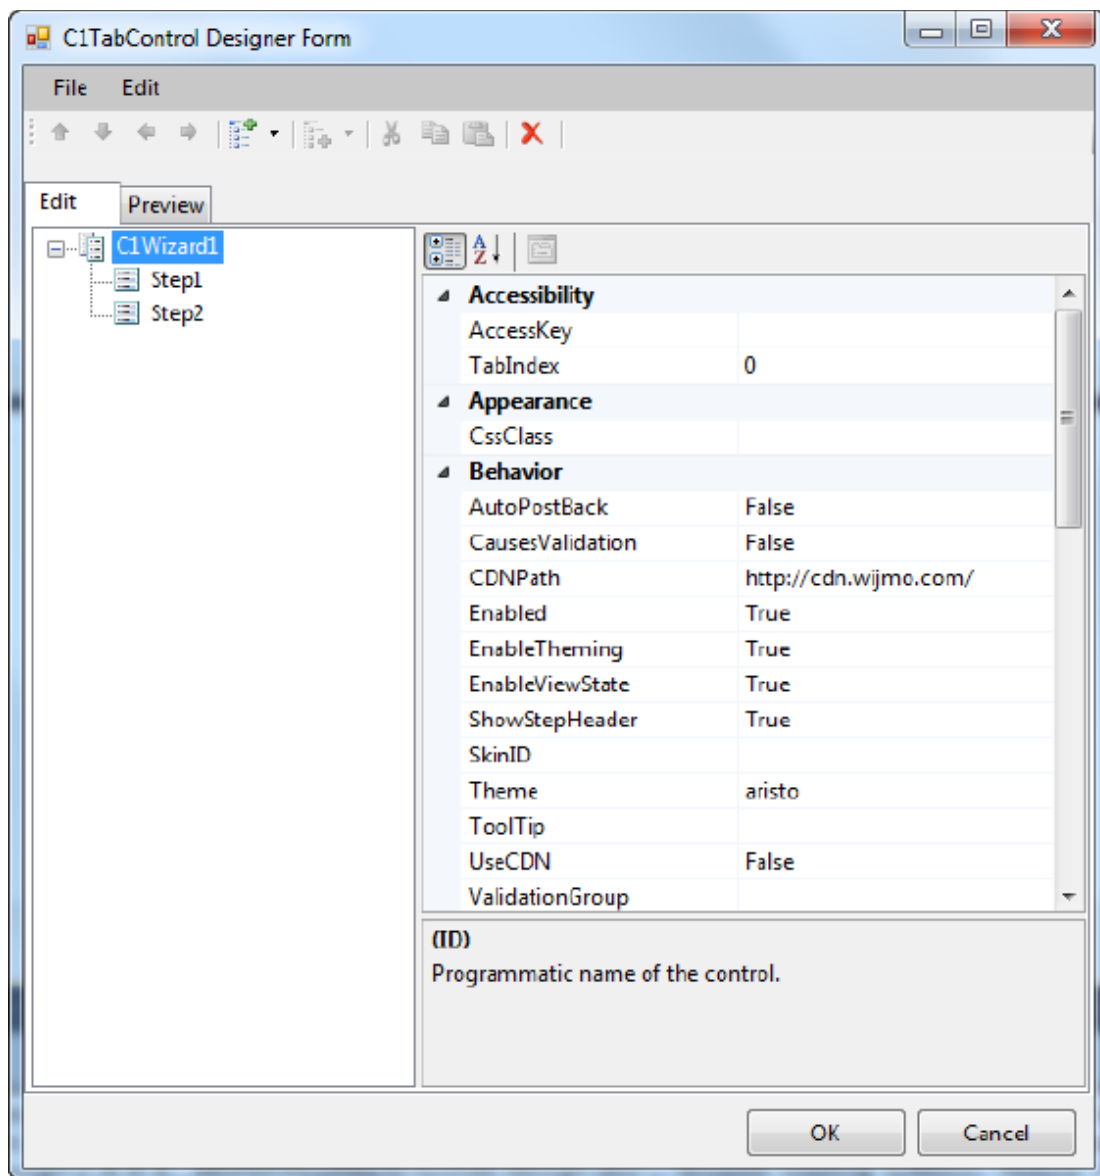 C1TabControl Designer Form
File Edit
Edit Preview
C1Wizard1
Step1
Step2
Accessibility
AccessKey
TabIndex 0
Appearance
CssClass
Behavior
AutoPostBack False
CausesValidation False
CDNPath http://cdn.wijmo.com/
Enabled True
EnableTheming True
EnableViewState True
ShowStepHeader True
SkinID
Theme aristo
ToolTip
UseCDN False
ValidationGroup
(ID)
Programmatic name of the control.
OK Cancel